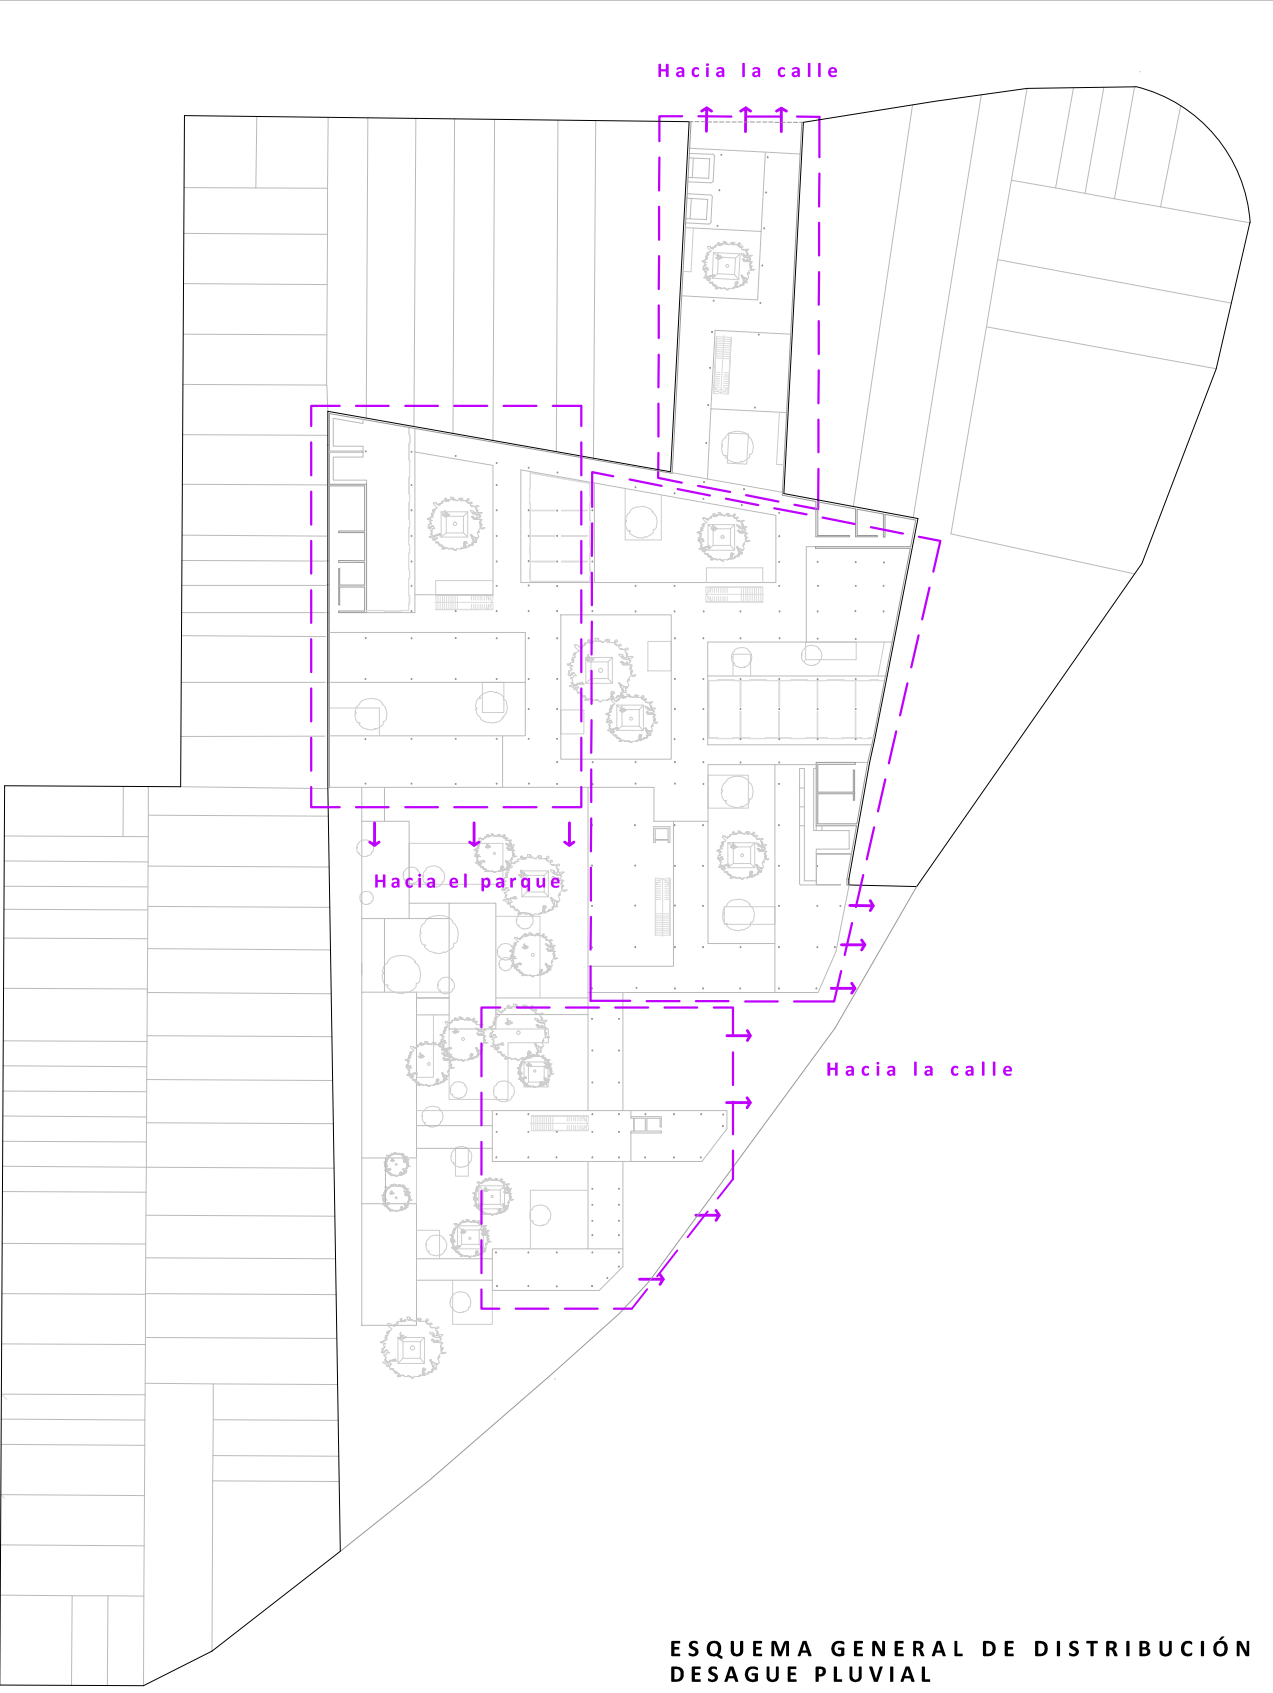 Hacia la calle
Hacia el parque
Hacia la calle
ESQUEMA GENERAL DE DISTRIBUCIÓN
DESAGUE PLUVIAL